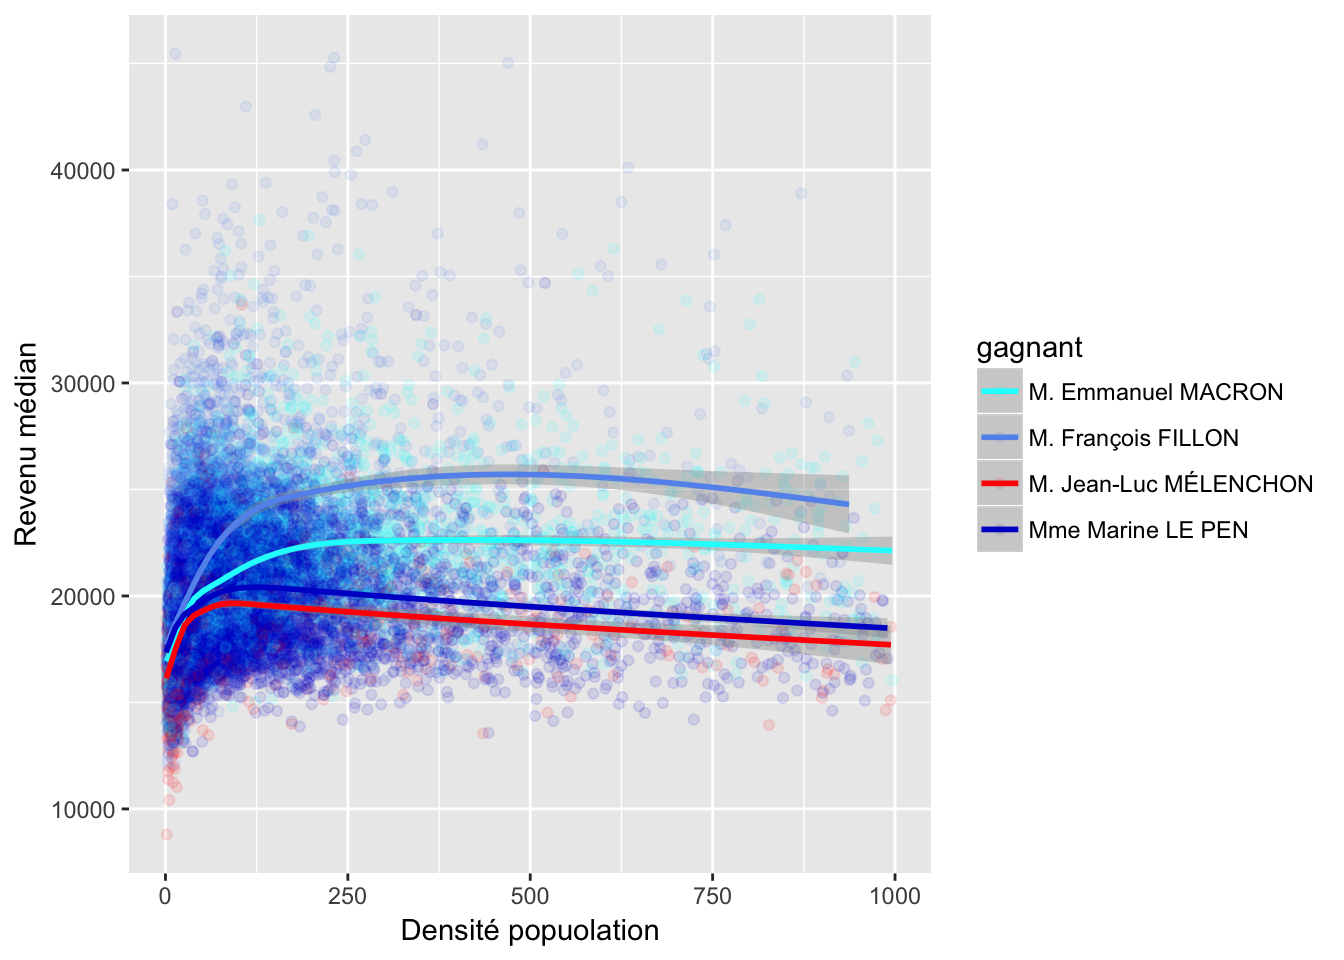 Revenu médian
40000
30000
20000
10000
0
250
500
750
1000
Densité popuolation
gagnant
M. Emmanuel MACRON
M. François FILLON
M. Jean-Luc MÉLENCHON
Mme Marine LE PEN